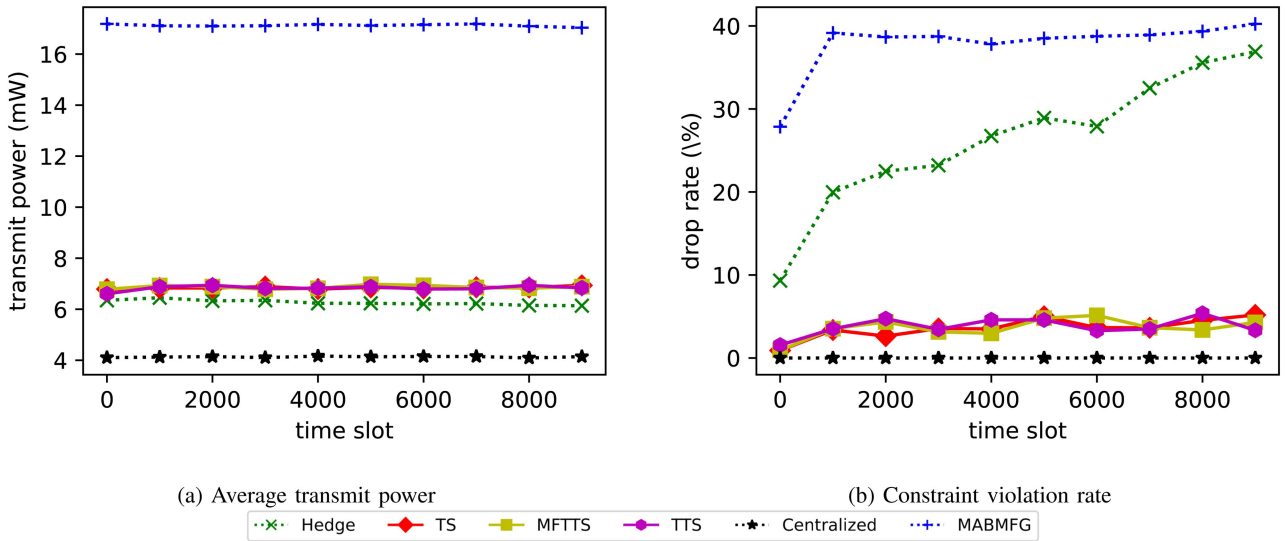 16
14
12
10
8
6
4
transmit power (mW)
0 2000 4000 6000 8000
time slot
(a) Average transmit power
40
30
20
10
0
drop rate (\%)
0 2000 4000 6000 8000
time slot
(b) Constraint violation rate
Hedge TS MFTTS TTS Centralized MABMFG